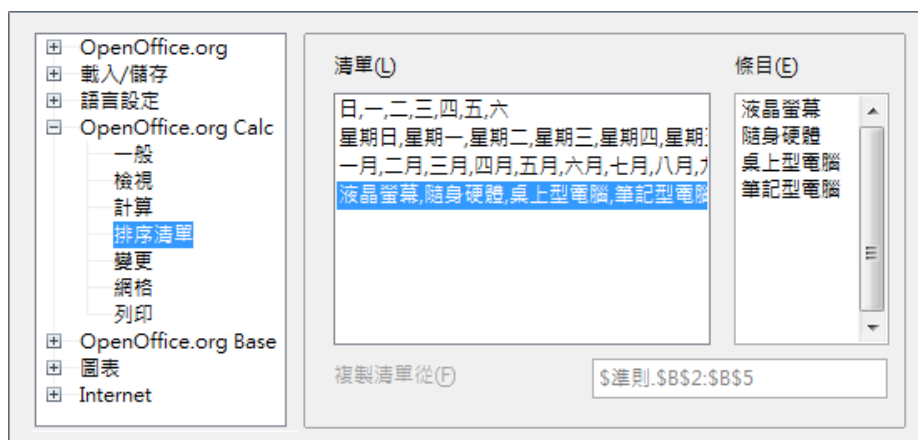 OpenOffice.org
載入/儲存
語言設定
OpenOffice.org Calc
一般
檢視
計算
排序清單
變更
網格
列印
OpenOffice.org Base
圖表
Internet
清單(L)
日,一,二,三,四,五,六
星期日,星期一,星期二,星期三,星期四,星期
一月,二月,三月,四月,五月,六月,七月,八月,
液晶螢幕,隨身硬體,桌上型電腦,筆記型電腦
條目(E)
液晶螢幕
隨身硬體
桌上型電腦
筆記型電腦
複製清單從(F)
$準則.$B$2:$B$5